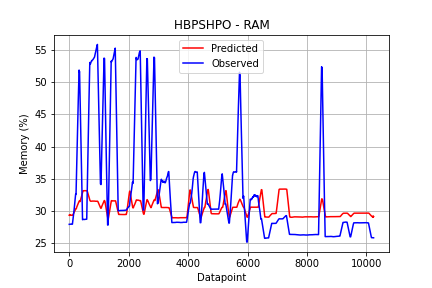 HBPSHPO - RAM
Predicted
Observed
55
50
45
40
35
30
25
Memory (%)
0
2000
4000
6000
8000
10000
Datapoint